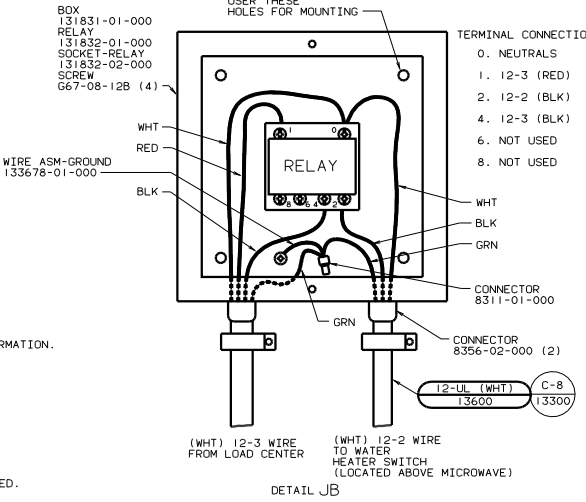 BOX
131831-01-000
RELAY
131832-01-000
SOCKET-RELAY
131832-02-000
SCREW
G67-08-12B (4)
USER THESE
HOLES FOR MOUNTING
TERMINAL CONNECTIO
0. NEUTRALS
1. 12-3 (RED)
2. 12-2 (BLK)
4. 12-3 (BLK)
6. NOT USED
8. NOT USED
WHT
RED
WIRE ASM-GROUND
133678-01-000
BLK
1 0
RELAY
8 6 4 2
WHT
BLK
GRN
CONNECTOR
8311-01-000
GRN
CONNECTOR
8356-02-000 (2)
RMATION.
12-UL (WHT)
13600
C-8
13300
(WHT) 12-3 WIRE
FROM LOAD CENTER
(WHT) 12-2 WIRE
TO WATER
HEATER SWITCH
(LOCATED ABOVE MICROWAVE)
ED.
DETAIL JB